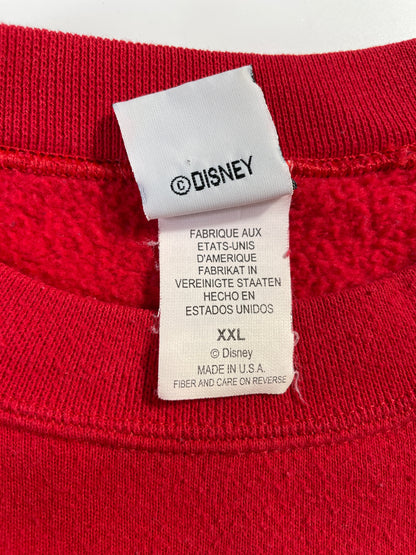 ©DISNEY
FABRIQUE AUX
ETATS-UNIS
D'AMERIQUE
FABRIKAT IN
VEREINIGTE STAATEN
HECHO EN
ESTADOS UNIDOS
XXL
© Disney
MADE IN U.S.A.
FIBER AND CARE ON REVERSE